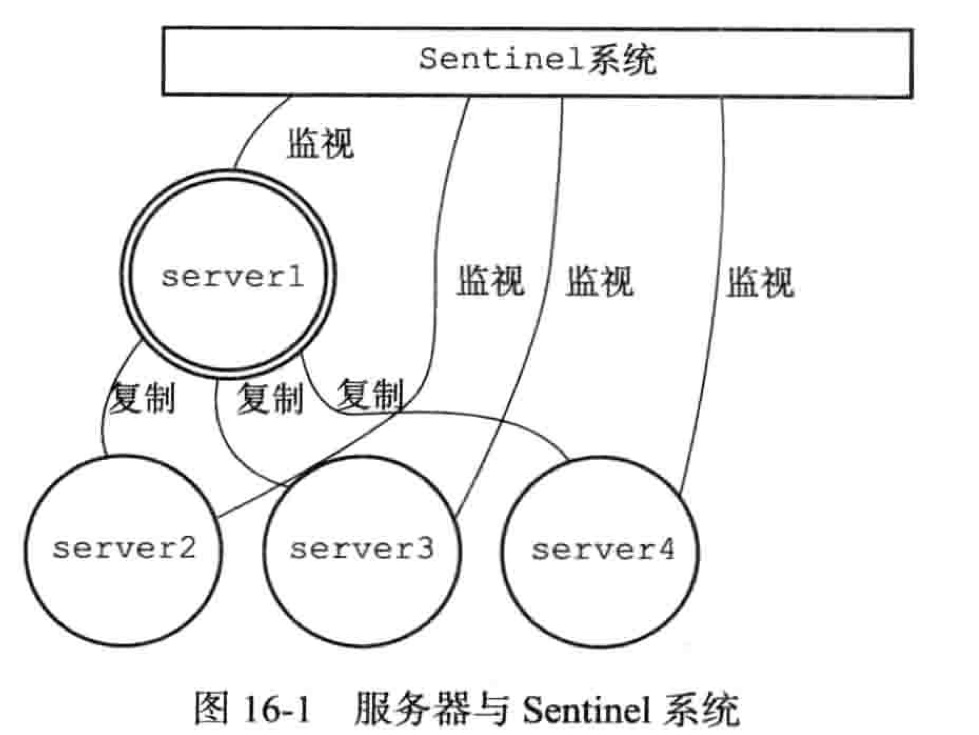 Sentinel系统
监视
server1
监视 监视 监视
复制 复制 复制
server2 server3 server4
图 16-1 服务器与 Sentinel 系统